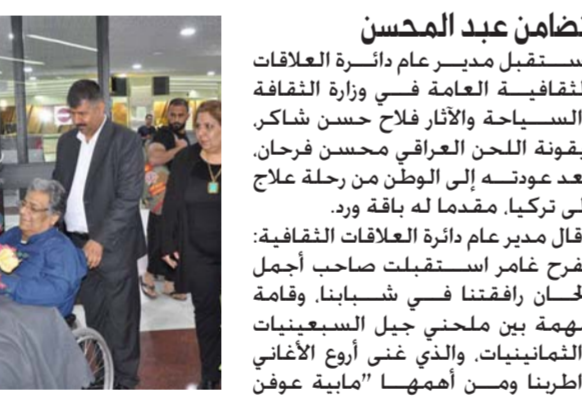 تضامن عبد المحسن
ستقبل مدير عام دائرة العلاقات
لثقافية العامة في وزارة الثقافة
السياحة والآثار فلاح حسن شاكر،
يقونة اللحن العراقي محسن فرحان،
عد عودته إلى الوطن من رحلة علاج
لى تركيا، مقدما له باقة ورد.
قال مدير عام دائرة العلاقات الثقافية:
فرح غامر استقبلت صاحب أجمل
لحان رافقتنا في شبابنا، وقامة
همة بين ملحني جيل السبعينيات
الثمانينيات، والذي غنى أروع الأغاني
اطربنا ومن أهمها "مابية عوفن